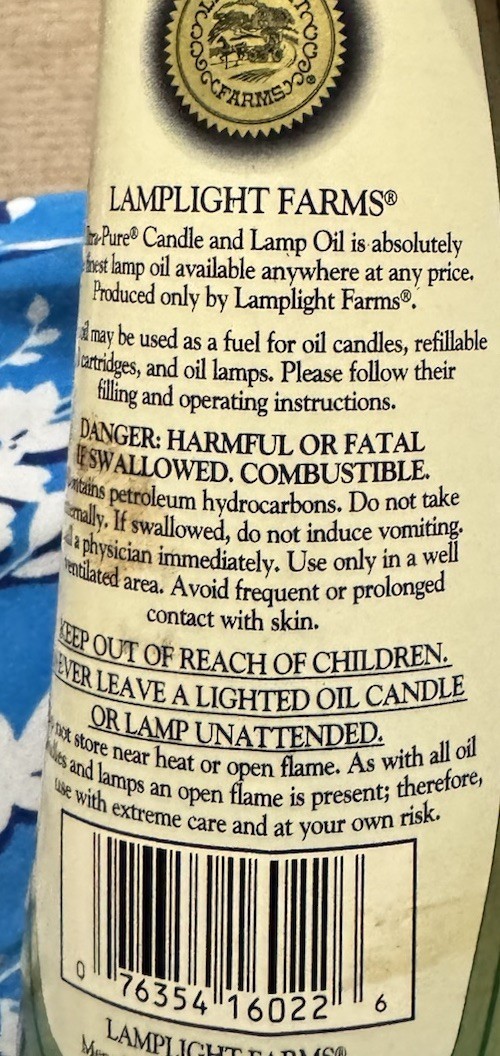 FARMS ®
LAMPLIGHT FARMS®
Candle and Lamp Oil is absolutely
lamp oil available anywhere at any price.
Produced only by Lamplight Farms®.
may be used as a fuel for oil candles, refillable
cartridges, and oil lamps. Please follow their
filling and operating instructions.
DANGER: HARMFUL OR FATAL
IF SWALLOWED. COMBUSTIBLE.
petroleum hydrocarbons. Do not take
If swallowed, do not induce vomiting.
a physician immediately. Use only in a well
ventilated area. Avoid frequent or prolonged
contact with skin.
KEEP OUT OF REACH OF CHILDREN.
LEAVE A LIGHTED OIL CANDLE
OR LAMP UNATTENDED.
not store near heat or open flame. As with all oil
and lamps an open flame is present; therefore,
use with extreme care and at your own risk.
0 76354 16022 6
LAMPLIGHT FARMS®